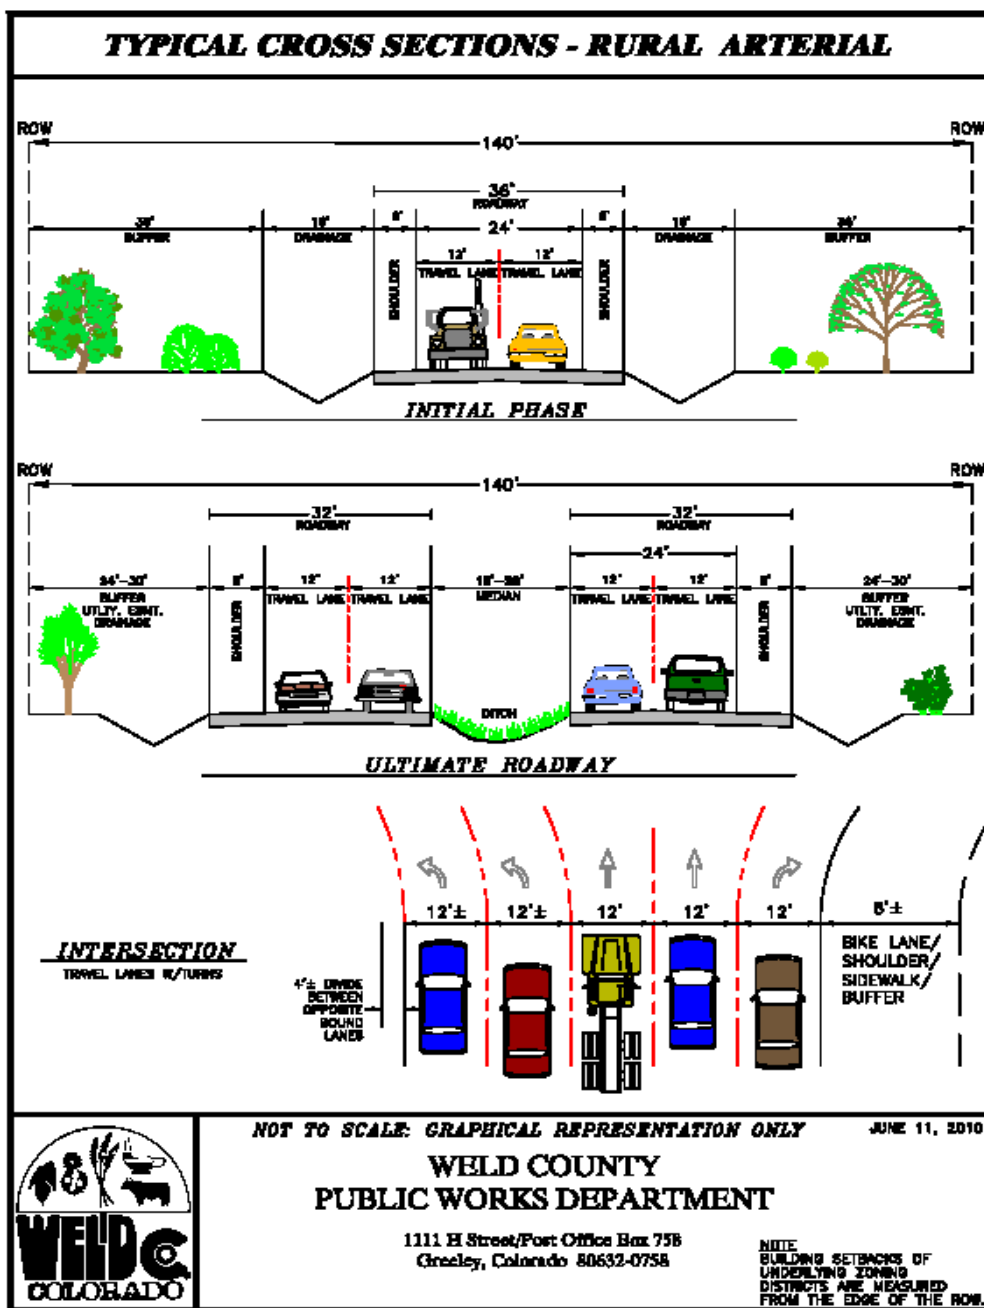 TYPICAL CROSS SECTIONS - RURAL ARTERIAL
ROW
ROW
140'
36'
ROADWAY
BUFFER
DRAINAGE
24'
DRAINAGE
BUFFER
12'
12'
SHOULDER
TRAVEL LANE
TRAVEL LANE
SHOULDER
INITIAL PHASE
ROW
ROW
140'
32'
ROADWAY
32'
ROADWAY
24'
24'-30'
12'
12'
12'
12'
24'-30'
BUFFER
UTLTY. ESMT.
DRAINAGE
SHOULDER
TRAVEL LANE
TRAVEL LANE
MEDIAN
TRAVEL LANE
TRAVEL LANE
SHOULDER
BUFFER
UTLTY. ESMT.
DRAINAGE
DITCH
ULTIMATE ROADWAY
12'±
12'±
12'
12'
12'
INTERSECTION
TRAVEL LANES W/TURNS
4'± DIVIDE
BETWEEN
OPPOSITE
BOUND
LANES
BIKE LANE/
SHOULDER/
SIDEWALK/
BUFFER
NOT TO SCALE: GRAPHICAL REPRESENTATION ONLY
JUNE 11, 2010
WELD COUNTY
PUBLIC WORKS DEPARTMENT
1111 H Street/Post Office Box 758
Greeley, Colorado 80632-0758
WELD Co
COLORADO
NOTE
BUILDING SETBACKS OF
UNDERLYING ZONING
DISTRICTS ARE MEASURED
FROM THE EDGE OF THE ROW.